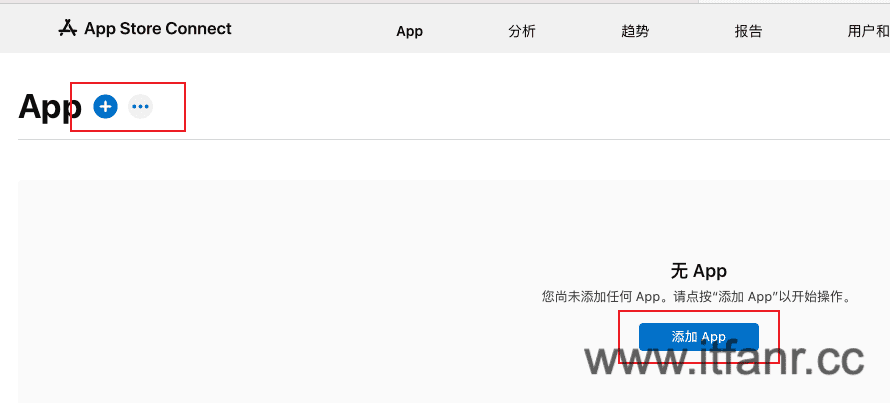 App Store Connect App 分析 趋势 报告 用户和
App
无 App
您尚未添加任何 App。请点按“添加 App”以开始操作。
添加 App
www.itfanr.cc